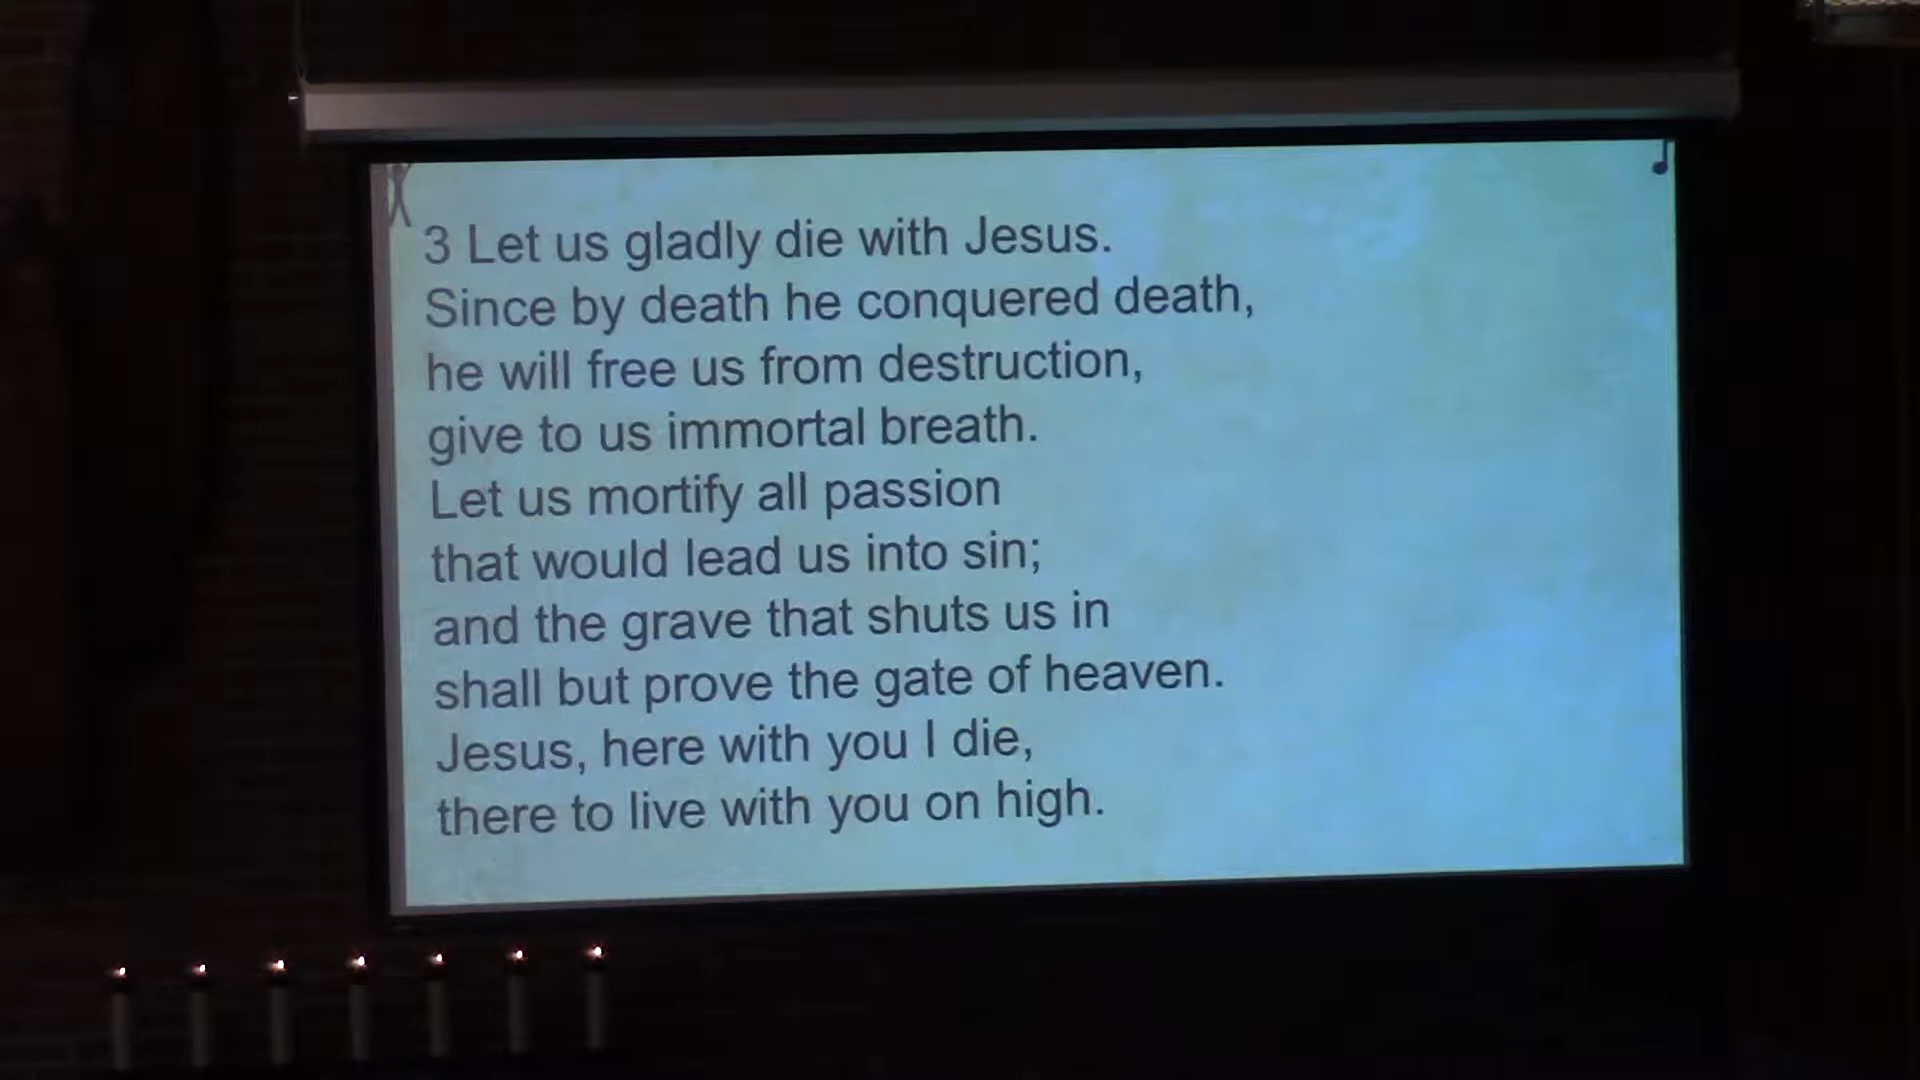 3 Let us gladly die with Jesus.
Since by death he conquered death,
he will free us from destruction,
give to us immortal breath.
Let us mortify all passion
that would lead us into sin;
and the grave that shuts us in
shall but prove the gate of heaven.
Jesus, here with you I die,
there to live with you on high.